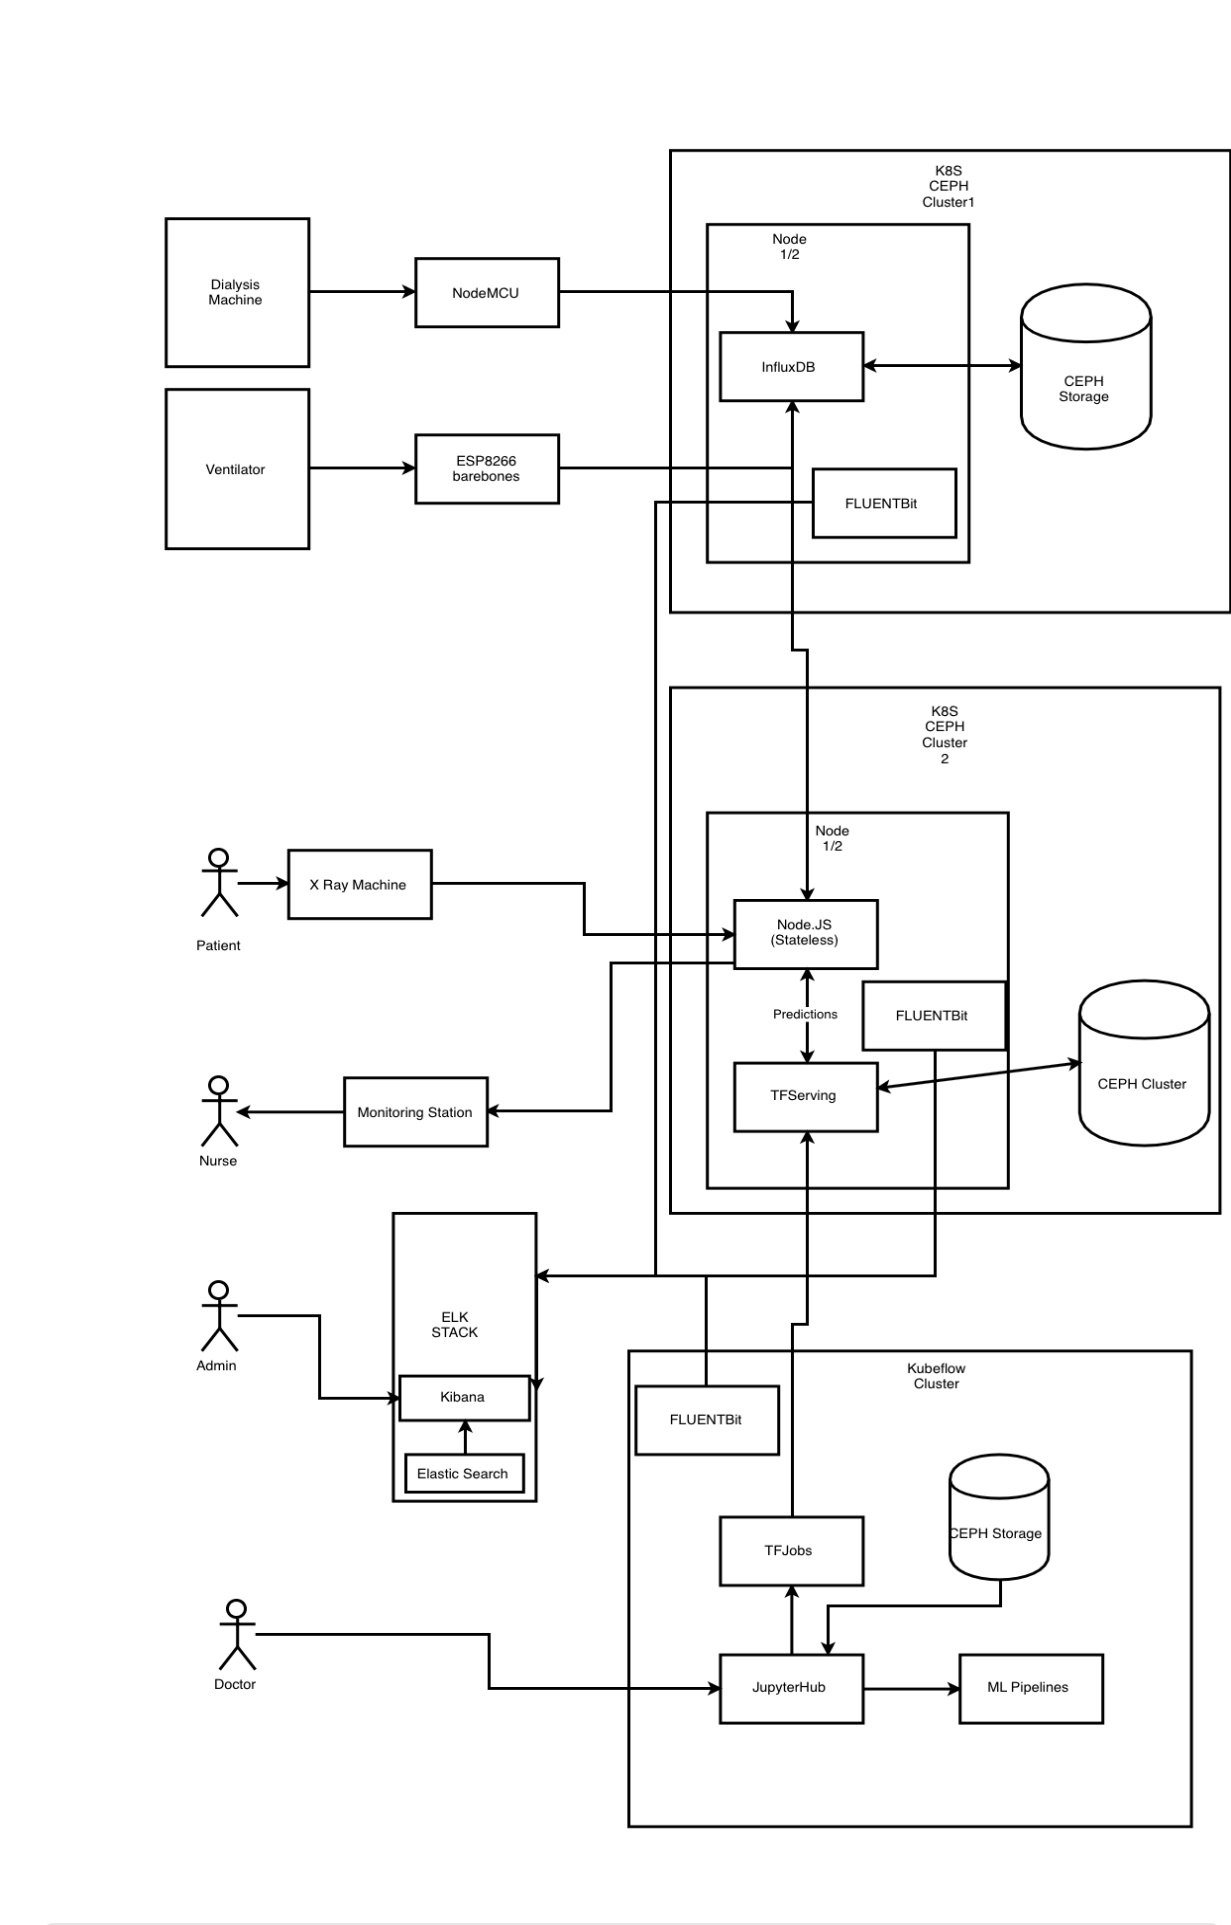 K8S
CEPH
Cluster1
Node
1/2
Dialysis
Machine
NodeMCU
InfluxDB
CEPH
Storage
Ventilator
ESP8266
barebones
FLUENTBit
K8S
CEPH
Cluster
2
Node
1/2
X Ray Machine
Patient
Node.JS
(Stateless)
Predictions
FLUENTBit
TFServing
CEPH Cluster
Monitoring Station
Nurse
ELK
STACK
Admin
Kibana
Elastic Search
Kubeflow
Cluster
FLUENTBit
TFJobs
CEPH Storage
Doctor
JupyterHub
ML Pipelines